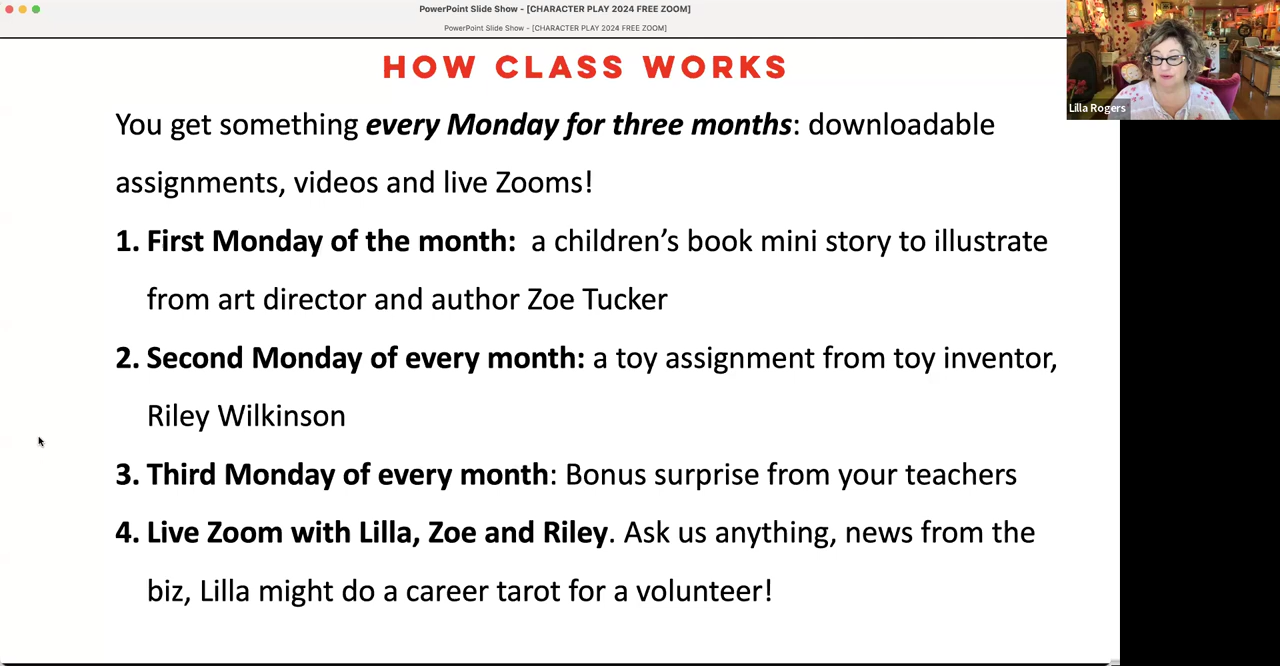 PowerPoint Slide Show - [CHARACTER PLAY 2024 FREE ZOOM]
PowerPoint Slide Show - [CHARACTER PLAY 2024 FREE ZOOM]
HOW CLASS WORKS
Lilla Rogers
You get something every Monday for three months: downloadable
assignments, videos and live Zooms!
1. First Monday of the month: a children’s book mini story to illustrate
from art director and author Zoe Tucker
2. Second Monday of every month: a toy assignment from toy inventor,
Riley Wilkinson
3. Third Monday of every month: Bonus surprise from your teachers
4. Live Zoom with Lilla, Zoe and Riley. Ask us anything, news from the
biz, Lilla might do a career tarot for a volunteer!